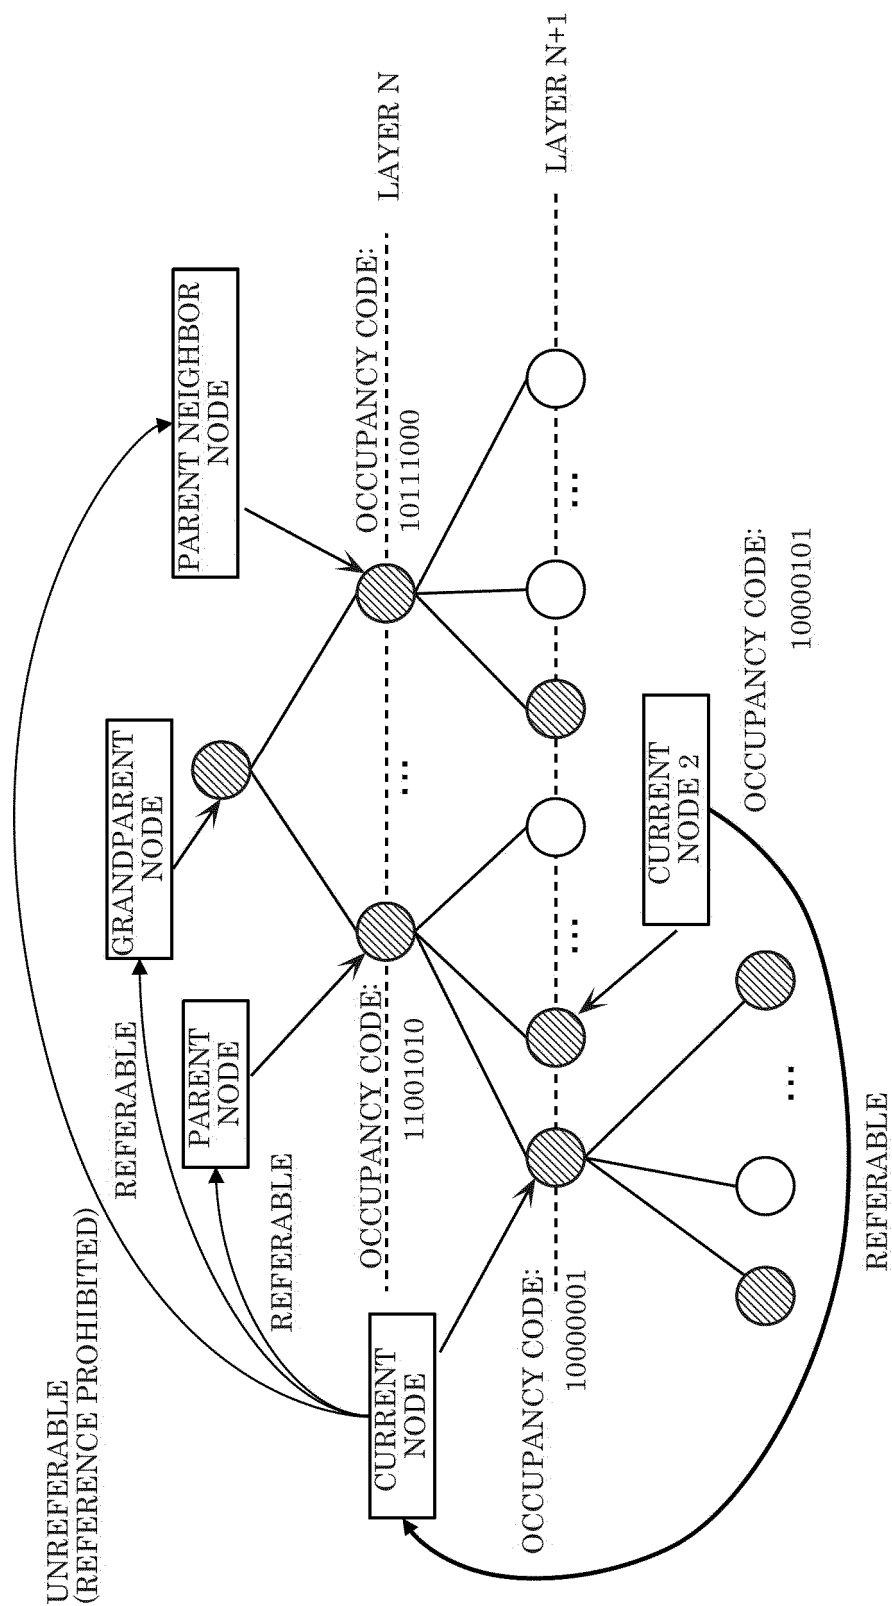 UNREFERABLE
(REFERENCE PROHIBITED)
REFERABLE
GRANDPARENT
NODE
PARENT NEIGHBOR
NODE
REFERABLE
PARENT
NODE
CURRENT
NODE
OCCUPANCY CODE:
11001010
...
OCCUPANCY CODE:
10111000
LAYER N
OCCUPANCY CODE:
10000001
...
...
LAYER N+1
CURRENT
NODE 2
OCCUPANCY CODE:
10000101
...
REFERABLE